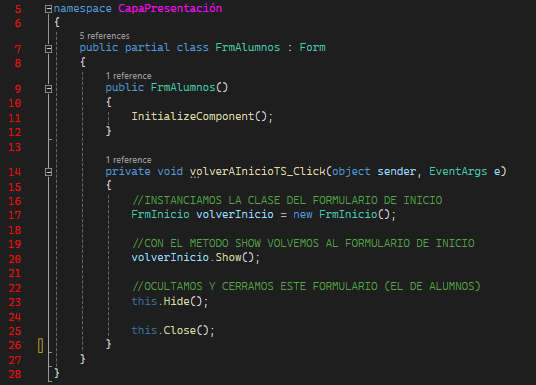 5 namespace CapaPresentación
6 {
5 references
7 public partial class FrmAlumnos : Form
8 {
1 reference
9 public FrmAlumnos()
10 {
11 InitializeComponent();
12 }
13
1 reference
14 private void volverAInicioTS_Click(object sender, EventArgs e)
15 {
16 //INSTANCIAMOS LA CLASE DEL FORMULARIO DE INICIO
17 FrmInicio volverInicio = new FrmInicio();
18
19 //CON EL METODO SHOW VOLVEMOS AL FORMULARIO DE INICIO
20 volverInicio.Show();
21
22 //OCULTAMOS Y CERRAMOS ESTE FORMULARIO (EL DE ALUMNOS)
23 this.Hide();
24
25 this.Close();
26 }
27 }
28 }